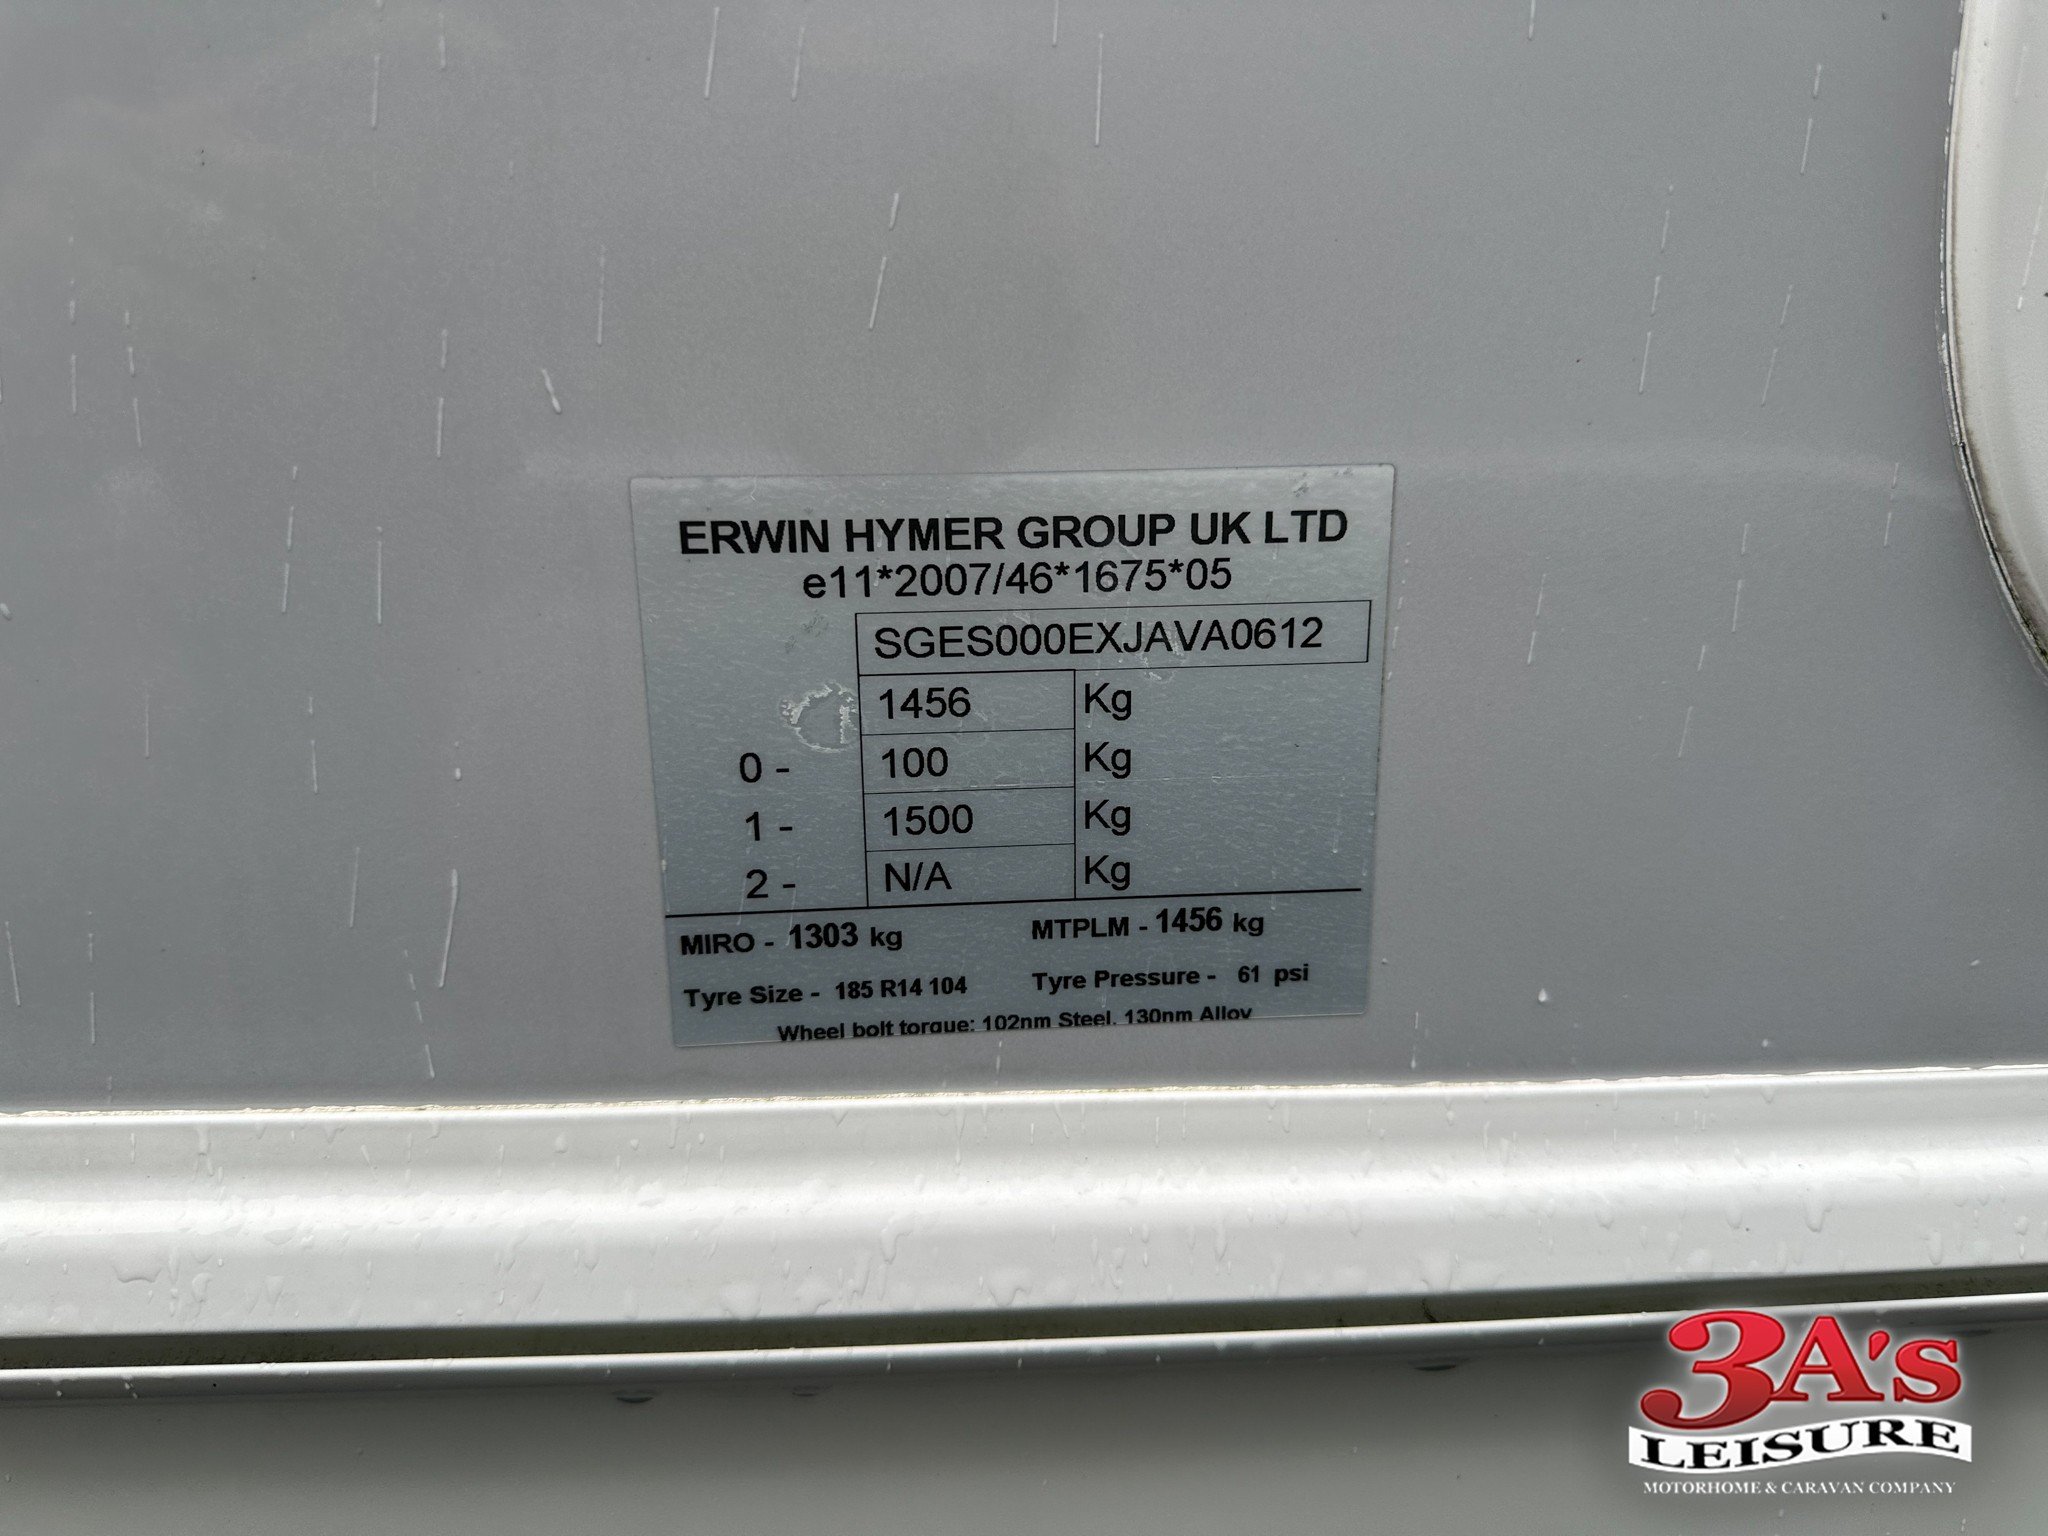 ERWIN HYMER GROUP UK LTD
e11*2007/46*1675*05
SGES000EXJAVA0612
1456 Kg
0 - 100 Kg
1 - 1500 Kg
2 - N/A Kg
MIRO - 1303 kg MTPLM - 1456 kg
Tyre Size - 185 R14 104 Tyre Pressure - 61 psi
Wheel bolt torque: 102nm Steel, 130nm Alloy
3A's
LEISURE
MOTORHOME & CARAVAN COMPANY